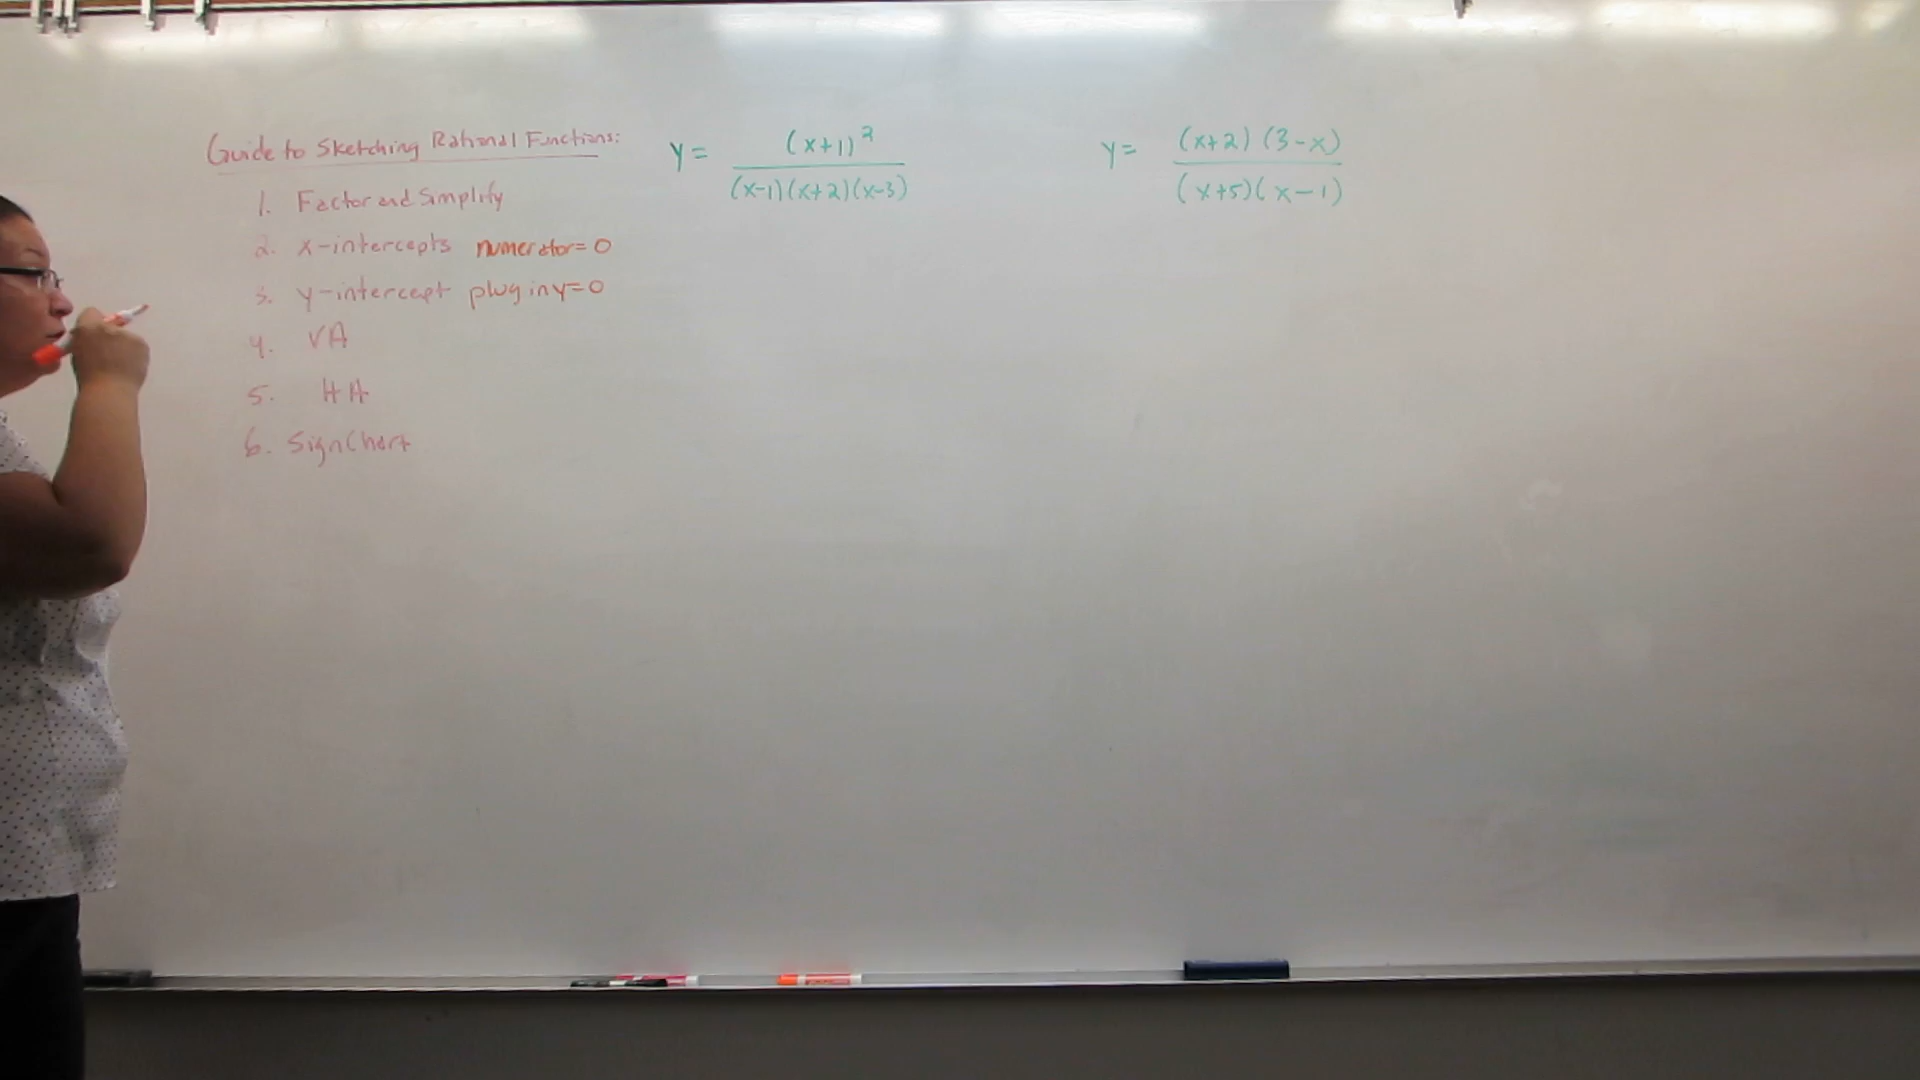 Guide to Sketching Rational Functions:
1. Factor and Simplify
2. x-intercepts numerator=0
3. y-intercept plug in y=0
4. VA
5. HA
6. Sign Chart
y= (x+1)²
(x-1)(x+2)(x-3)
y= (x+2)(3-x)
(x+5)(x-1)